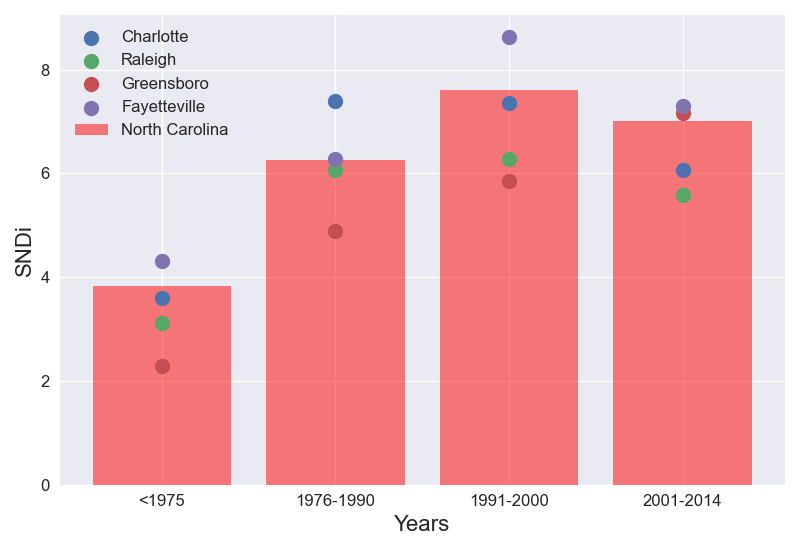 Charlotte
Raleigh
Greensboro
Fayetteville
North Carolina
8
6
4
2
0
SNDi
<1975
1976-1990
1991-2000
2001-2014
Years